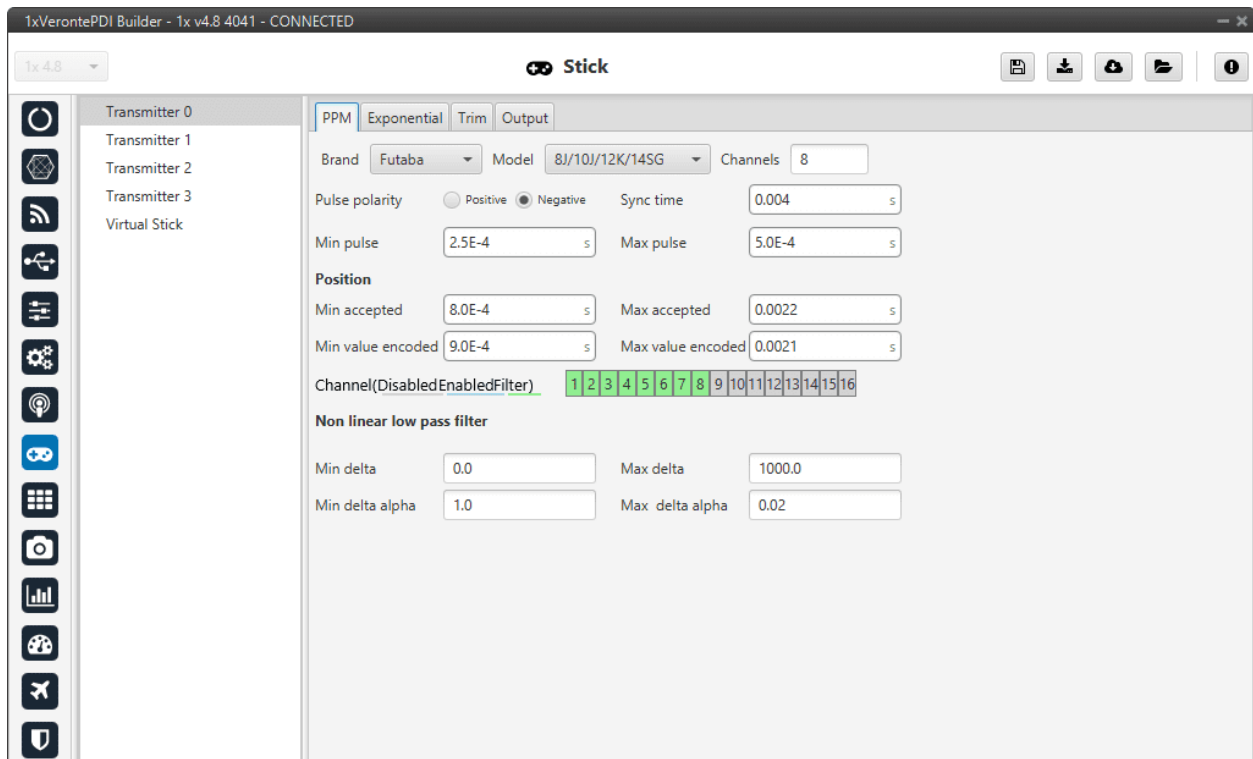 1xVerontePDI Builder - 1x v4.8 4041 - CONNECTED
1x 4.8
Stick
Transmitter 0
Transmitter 1
Transmitter 2
Transmitter 3
Virtual Stick
PPM Exponential Trim Output
Brand Futaba Model 8J/10J/12K/14SG Channels 8
Pulse polarity Positive Negative Sync time 0.004 s
Min pulse 2.5E-4 s Max pulse 5.0E-4 s
Position
Min accepted 8.0E-4 s Max accepted 0.0022 s
Min value encoded 9.0E-4 s Max value encoded 0.0021 s
Channel(DisabledEnabledFilter) 1 2 3 4 5 6 7 8 9 10 11 12 13 14 15 16
Non linear low pass filter
Min delta 0.0 Max delta 1000.0
Min delta alpha 1.0 Max delta alpha 0.02